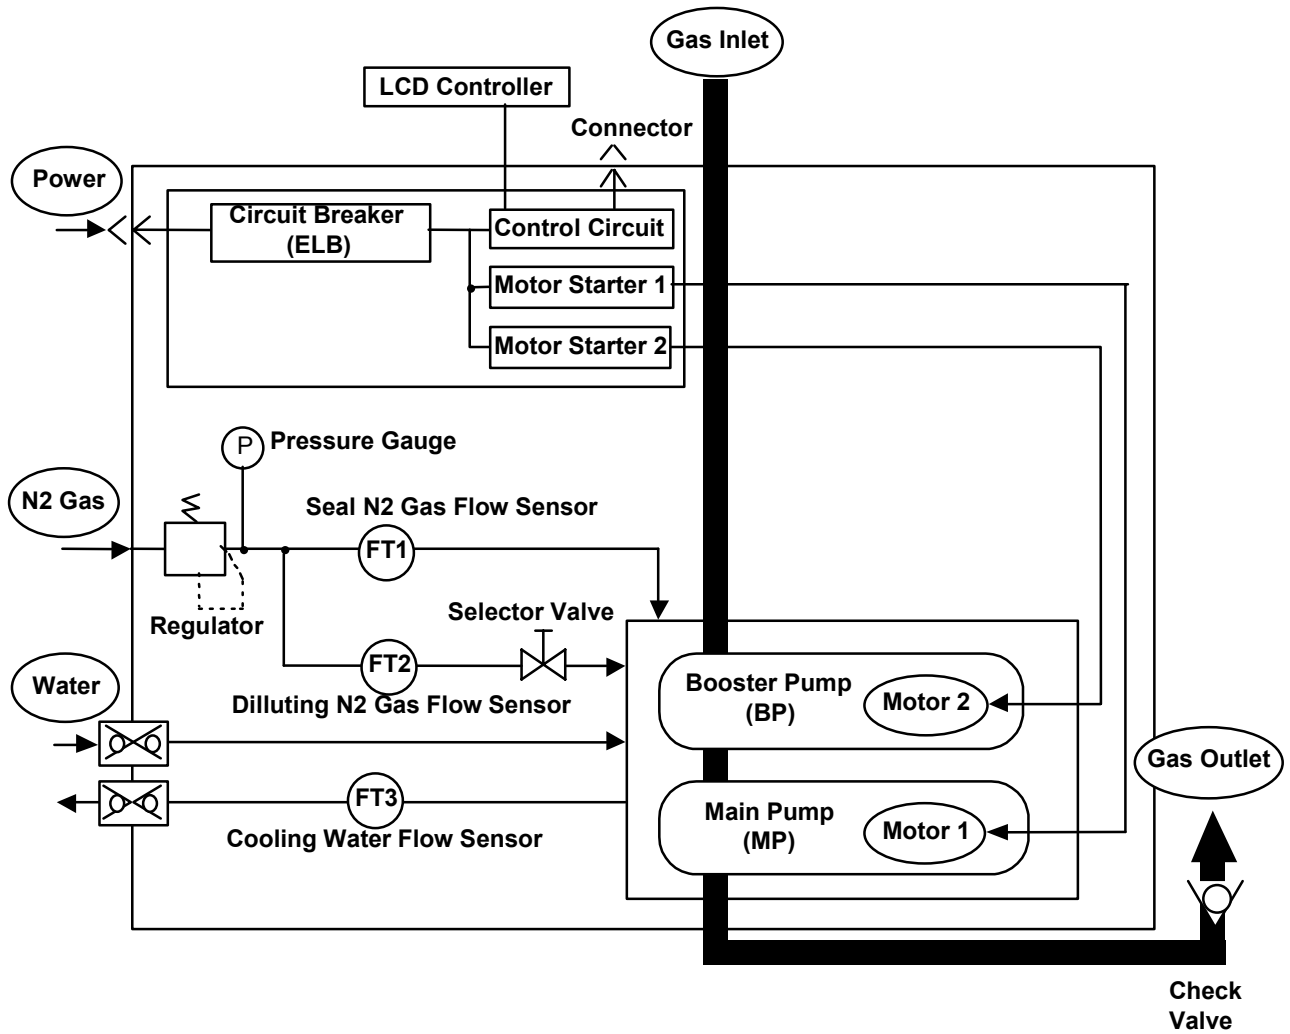 Gas Inlet
LCD Controller
Connector
Power
Circuit Breaker
(ELB)
Control Circuit
Motor Starter 1
Motor Starter 2
P
Pressure Gauge
N2 Gas
Seal N2 Gas Flow Sensor
FT1
Regulator
Selector Valve
FT2
Water
Dilluting N2 Gas Flow Sensor
Booster Pump
(BP)
Motor 2
Gas Outlet
FT3
Cooling Water Flow Sensor
Main Pump
(MP)
Motor 1
Check
Valve